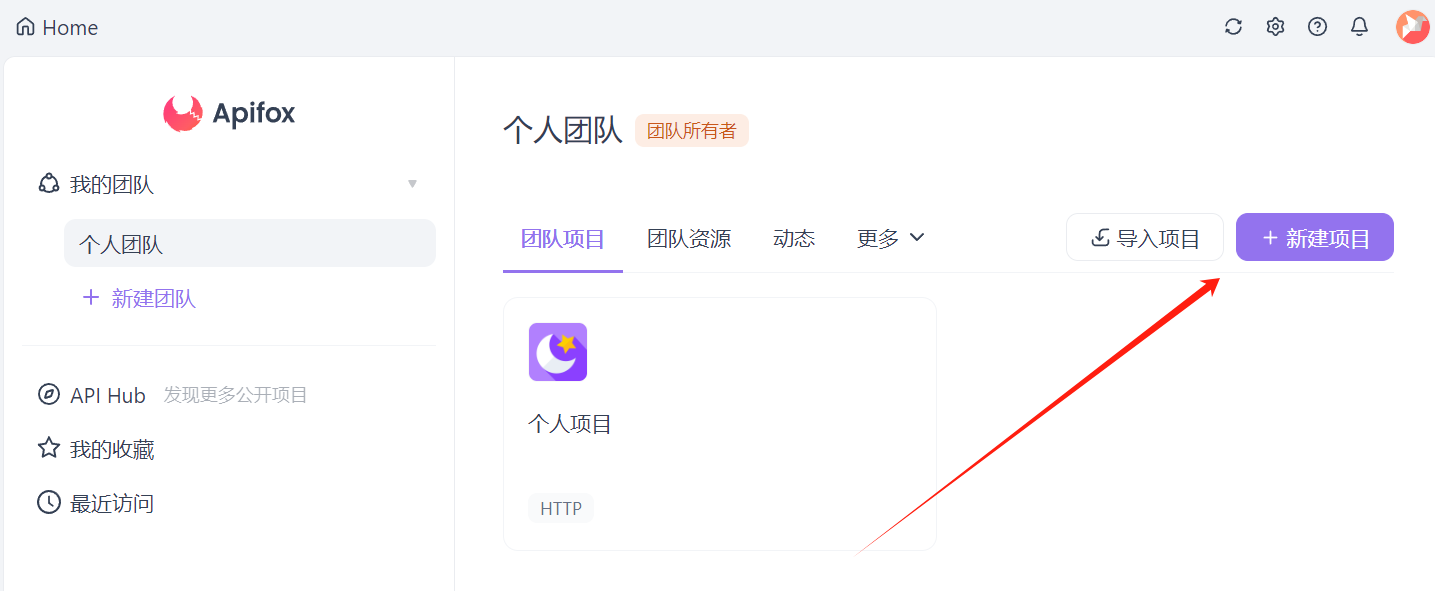 Home
Apifox
我的团队
个人团队
+ 新建团队
API Hub 发现更多公开项目
我的收藏
最近访问
个人团队 团队所有者
团队项目 团队资源 动态 更多 导入项目 + 新建项目
个人项目
HTTP